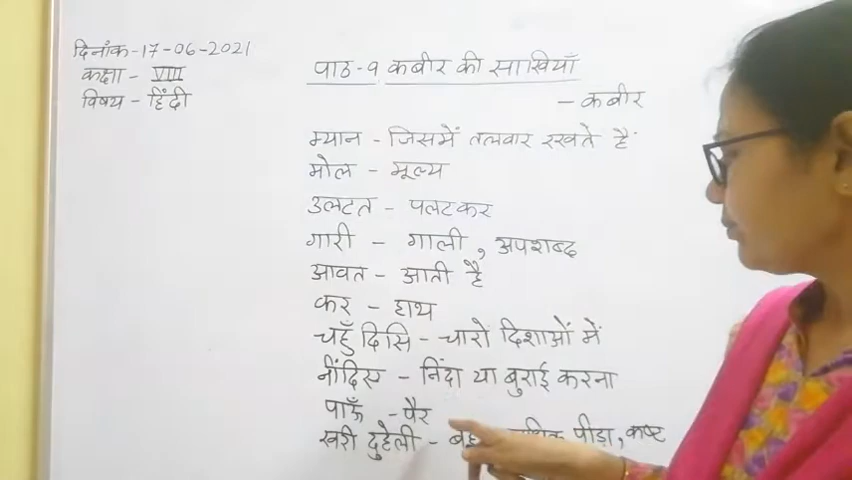 दिनांक-17-06-2021
कक्षा - VIII
विषय - हिंदी
पाठ-१ कबीर की साखियाँ
- कबीर
म्यान - जिसमें तलवार रखते हैं
मोल - मूल्य
उलटत - पलटकर
गारी - गाली, अपशब्द
आवत - आती है
कर - हाथ
चहुँ दिसि - चारो दिशाओं में
नींदिए - निंदा या बुराई करना
पाऊँ - पैर
खरी दुहेली - पीड़ा, कष्ट